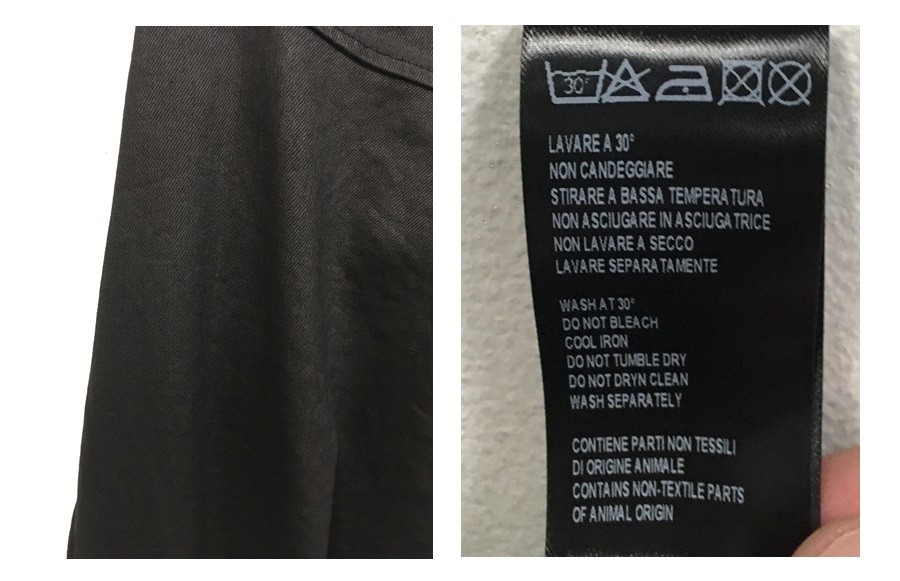 30°
LAVARE A 30°
NON CANDEGGIARE
STIRARE A BASSA TEMPERATURA
NON ASCIUGARE IN ASCIUGATRICE
NON LAVARE A SECCO
LAVARE SEPARATAMENTE
WASH AT 30°
DO NOT BLEACH
COOL IRON
DO NOT TUMBLE DRY
DO NOT DRYN CLEAN
WASH SEPARATELY
CONTIENE PARTI NON TESSILI
DI ORIGINE ANIMALE
CONTAINS NON-TEXTILE PARTS
OF ANIMAL ORIGIN